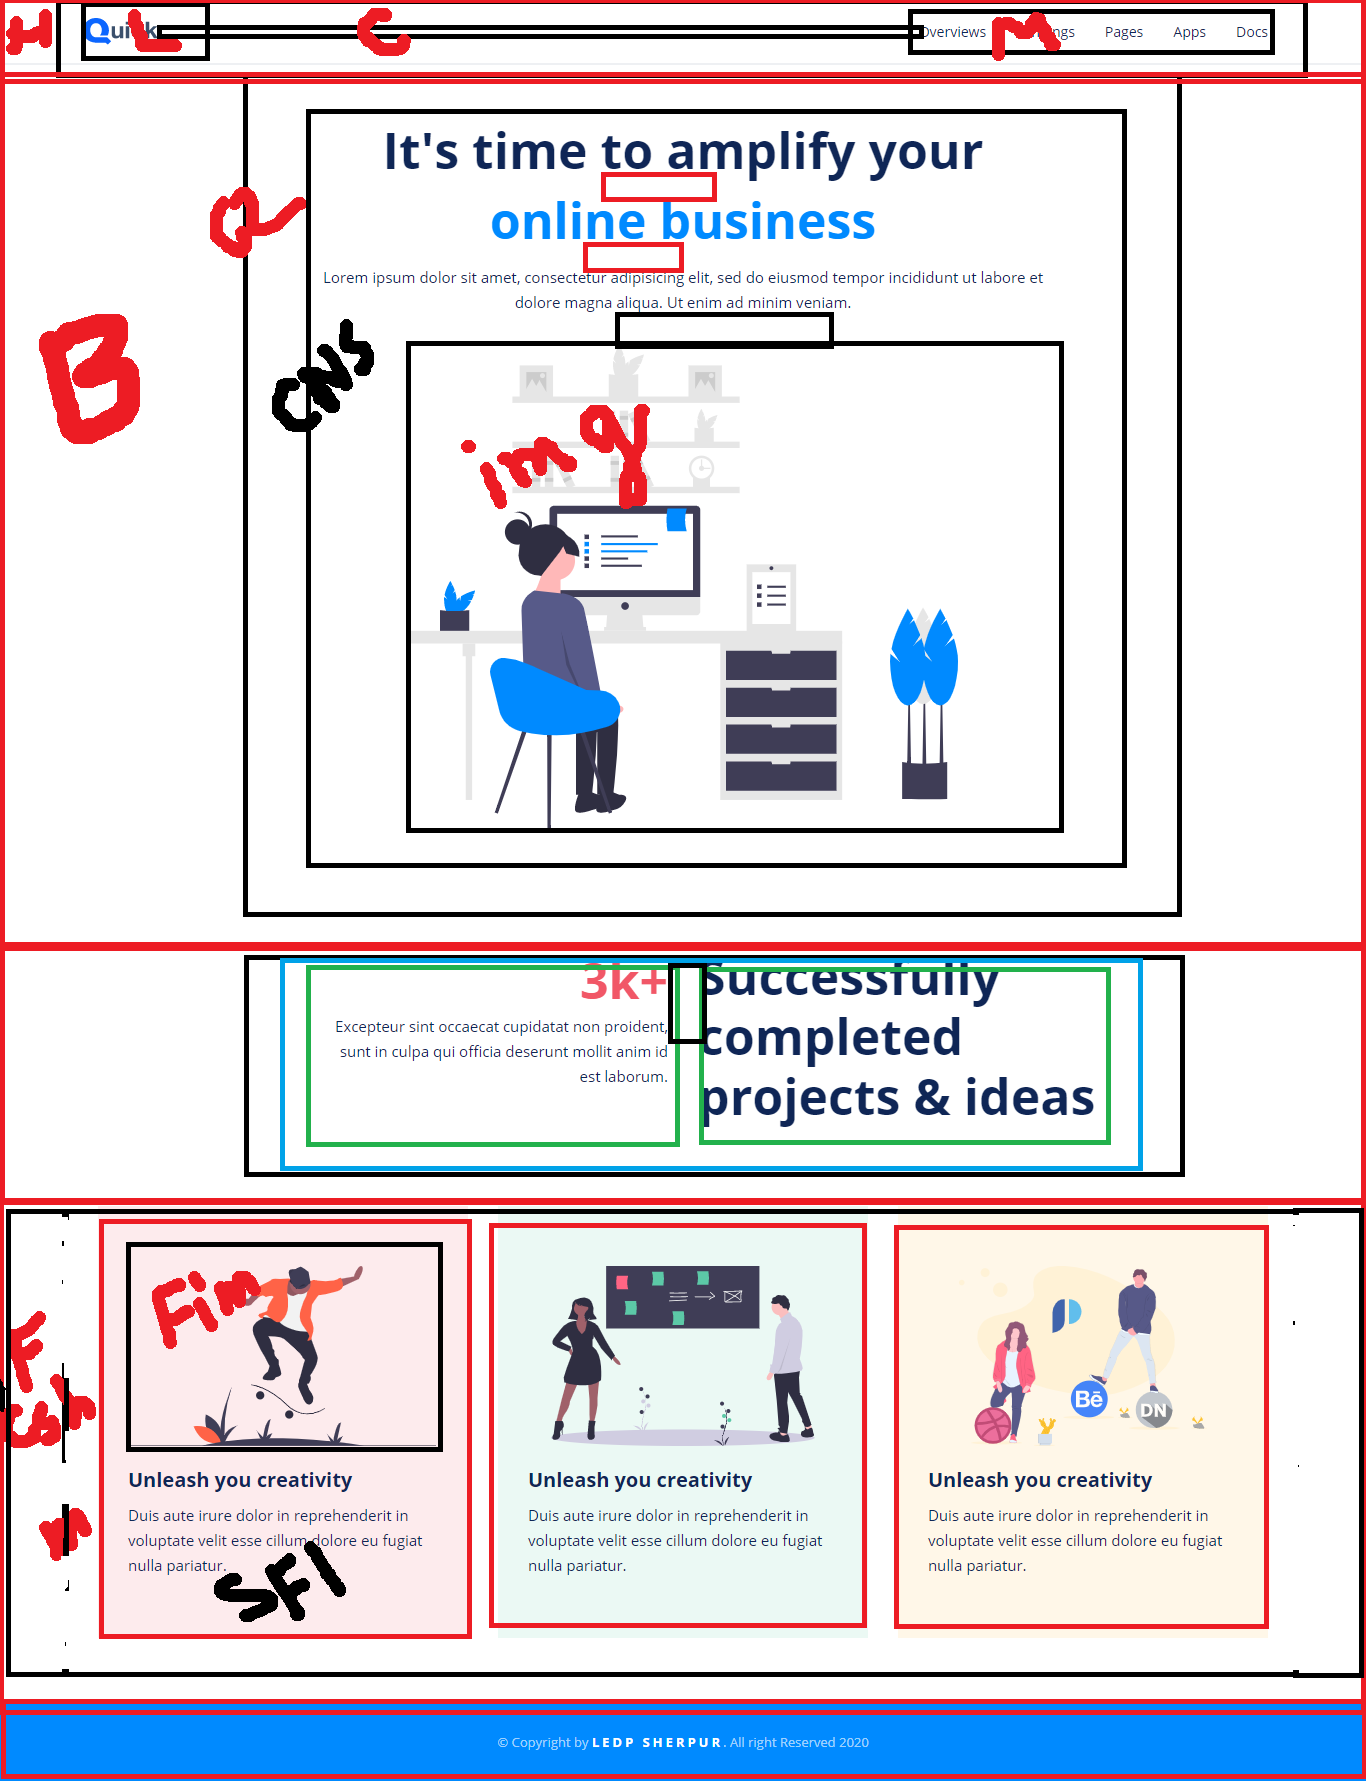 H
Quick
L
C
Overviews
M
Pages
Apps
Docs
It's time to amplify your
online business
Lorem ipsum dolor sit amet, consectetur adipisicing elit, sed do eiusmod tempor incididunt ut labore et
dolore magna aliqua. Ut enim ad minim veniam.
B
CNS
img
3k+
Excepteur sint occaecat cupidatat non proident,
sunt in culpa qui officia deserunt mollit anim id
est laborum.
Successfully
completed
projects & ideas
Fim
F
m
Bē
DN
Unleash you creativity
Duis aute irure dolor in reprehenderit in
voluptate velit esse cillum dolore eu fugiat
nulla pariatur.
SFI
Unleash you creativity
Duis aute irure dolor in reprehenderit in
voluptate velit esse cillum dolore eu fugiat
nulla pariatur.
Unleash you creativity
Duis aute irure dolor in reprehenderit in
voluptate velit esse cillum dolore eu fugiat
nulla pariatur.
© Copyright by LEDP SHERPUR. All right Reserved 2020